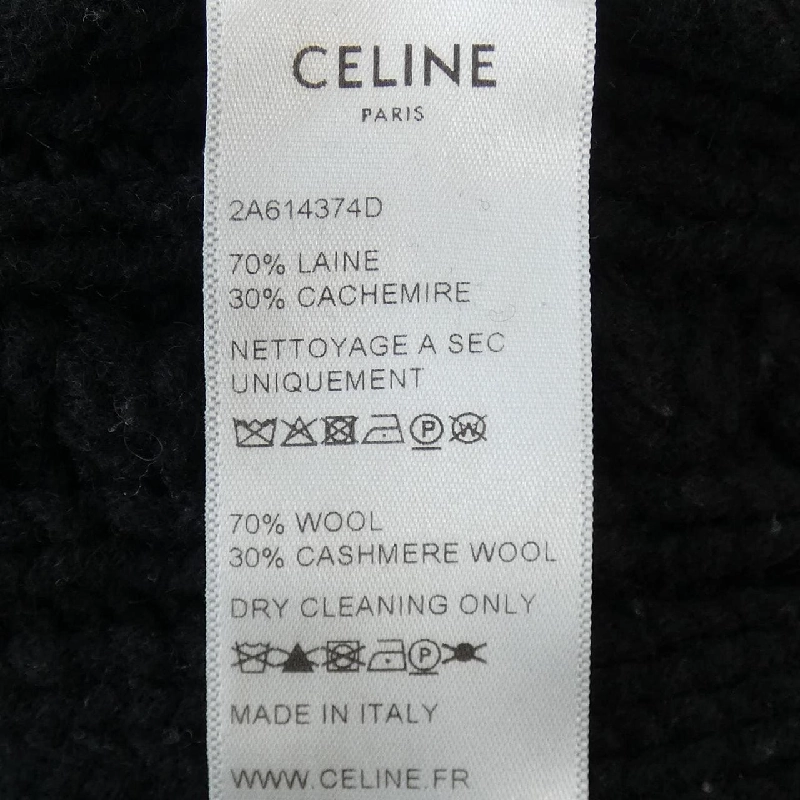 CELINE
PARIS
2A614374D
70% LAINE
30% CACHEMIRE
NETTOYAGE A SEC
UNIQUEMENT
P W
70% WOOL
30% CASHMERE WOOL
DRY CLEANING ONLY
P
MADE IN ITALY
WWW.CELINE.FR